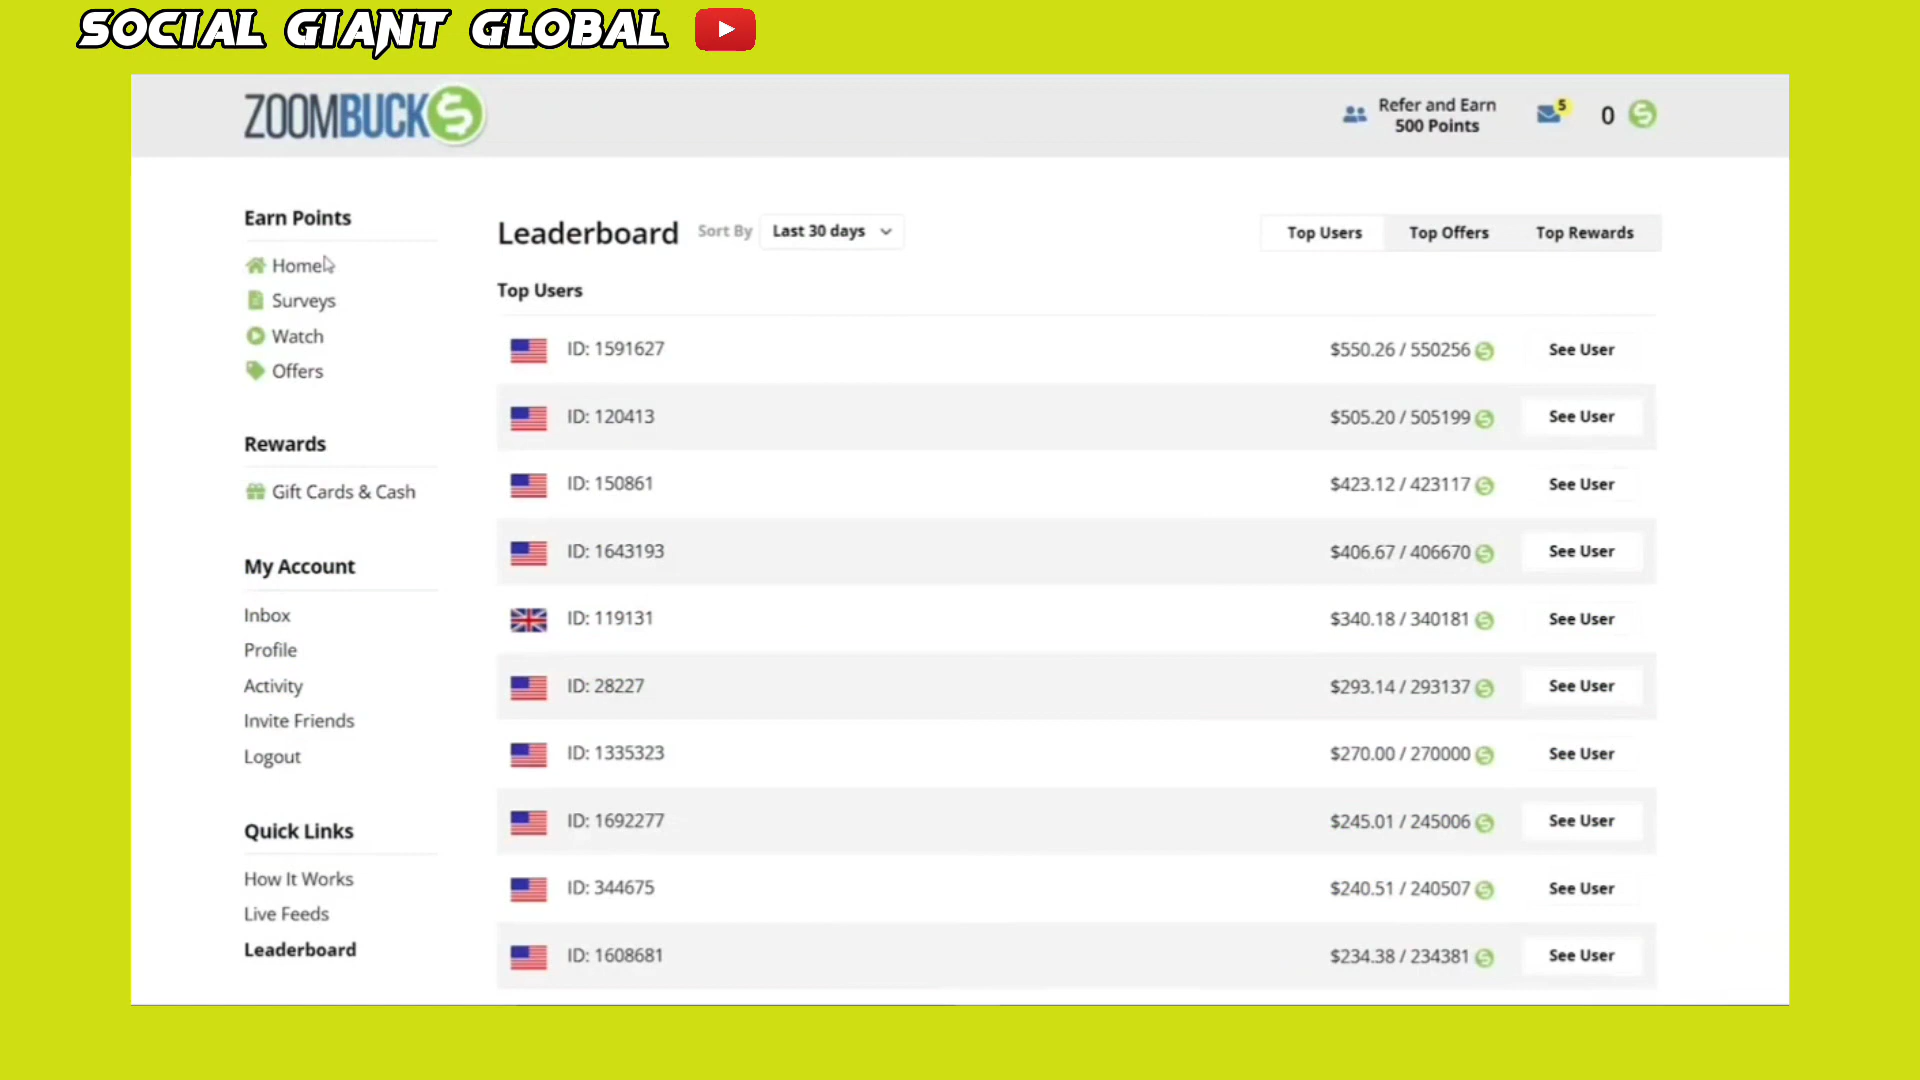 SOCIAL GIANT GLOBAL
ZOOMBUCK$
Refer and Earn
500 Points
5
0
Earn Points
Home
Surveys
Watch
Offers
Rewards
Gift Cards & Cash
My Account
Inbox
Profile
Activity
Invite Friends
Logout
Quick Links
How It Works
Live Feeds
Leaderboard
Leaderboard Sort By Last 30 days
Top Users Top Offers Top Rewards
Top Users
ID: 1591627 $550.26 / 550256 See User
ID: 120413 $505.20 / 505199 See User
ID: 150861 $423.12 / 423117 See User
ID: 1643193 $406.67 / 406670 See User
ID: 119131 $340.18 / 340181 See User
ID: 28227 $293.14 / 293137 See User
ID: 1335323 $270.00 / 270000 See User
ID: 1692277 $245.01 / 245006 See User
ID: 344675 $240.51 / 240507 See User
ID: 1608681 $234.38 / 234381 See User